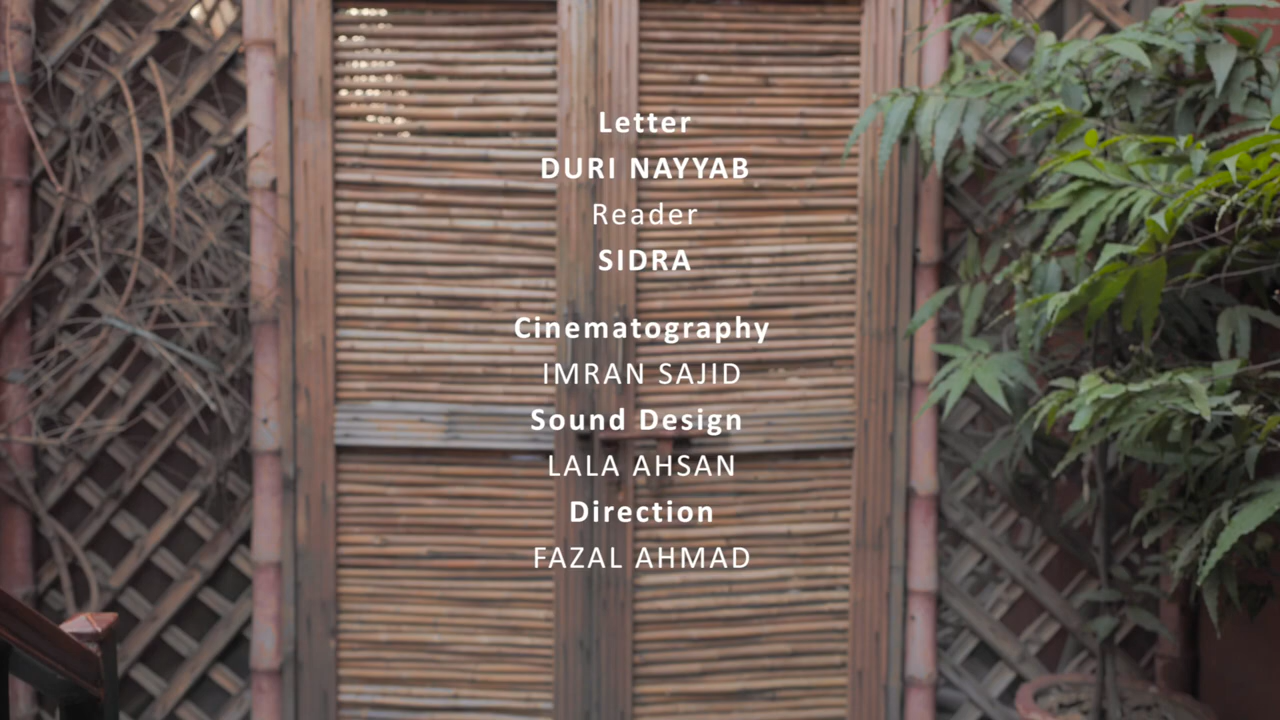 Letter
DURI NAYYAB
Reader
SIDRA
Cinematography
IMRAN SAJID
Sound Design
LALA AHSAN
Direction
FAZAL AHMAD